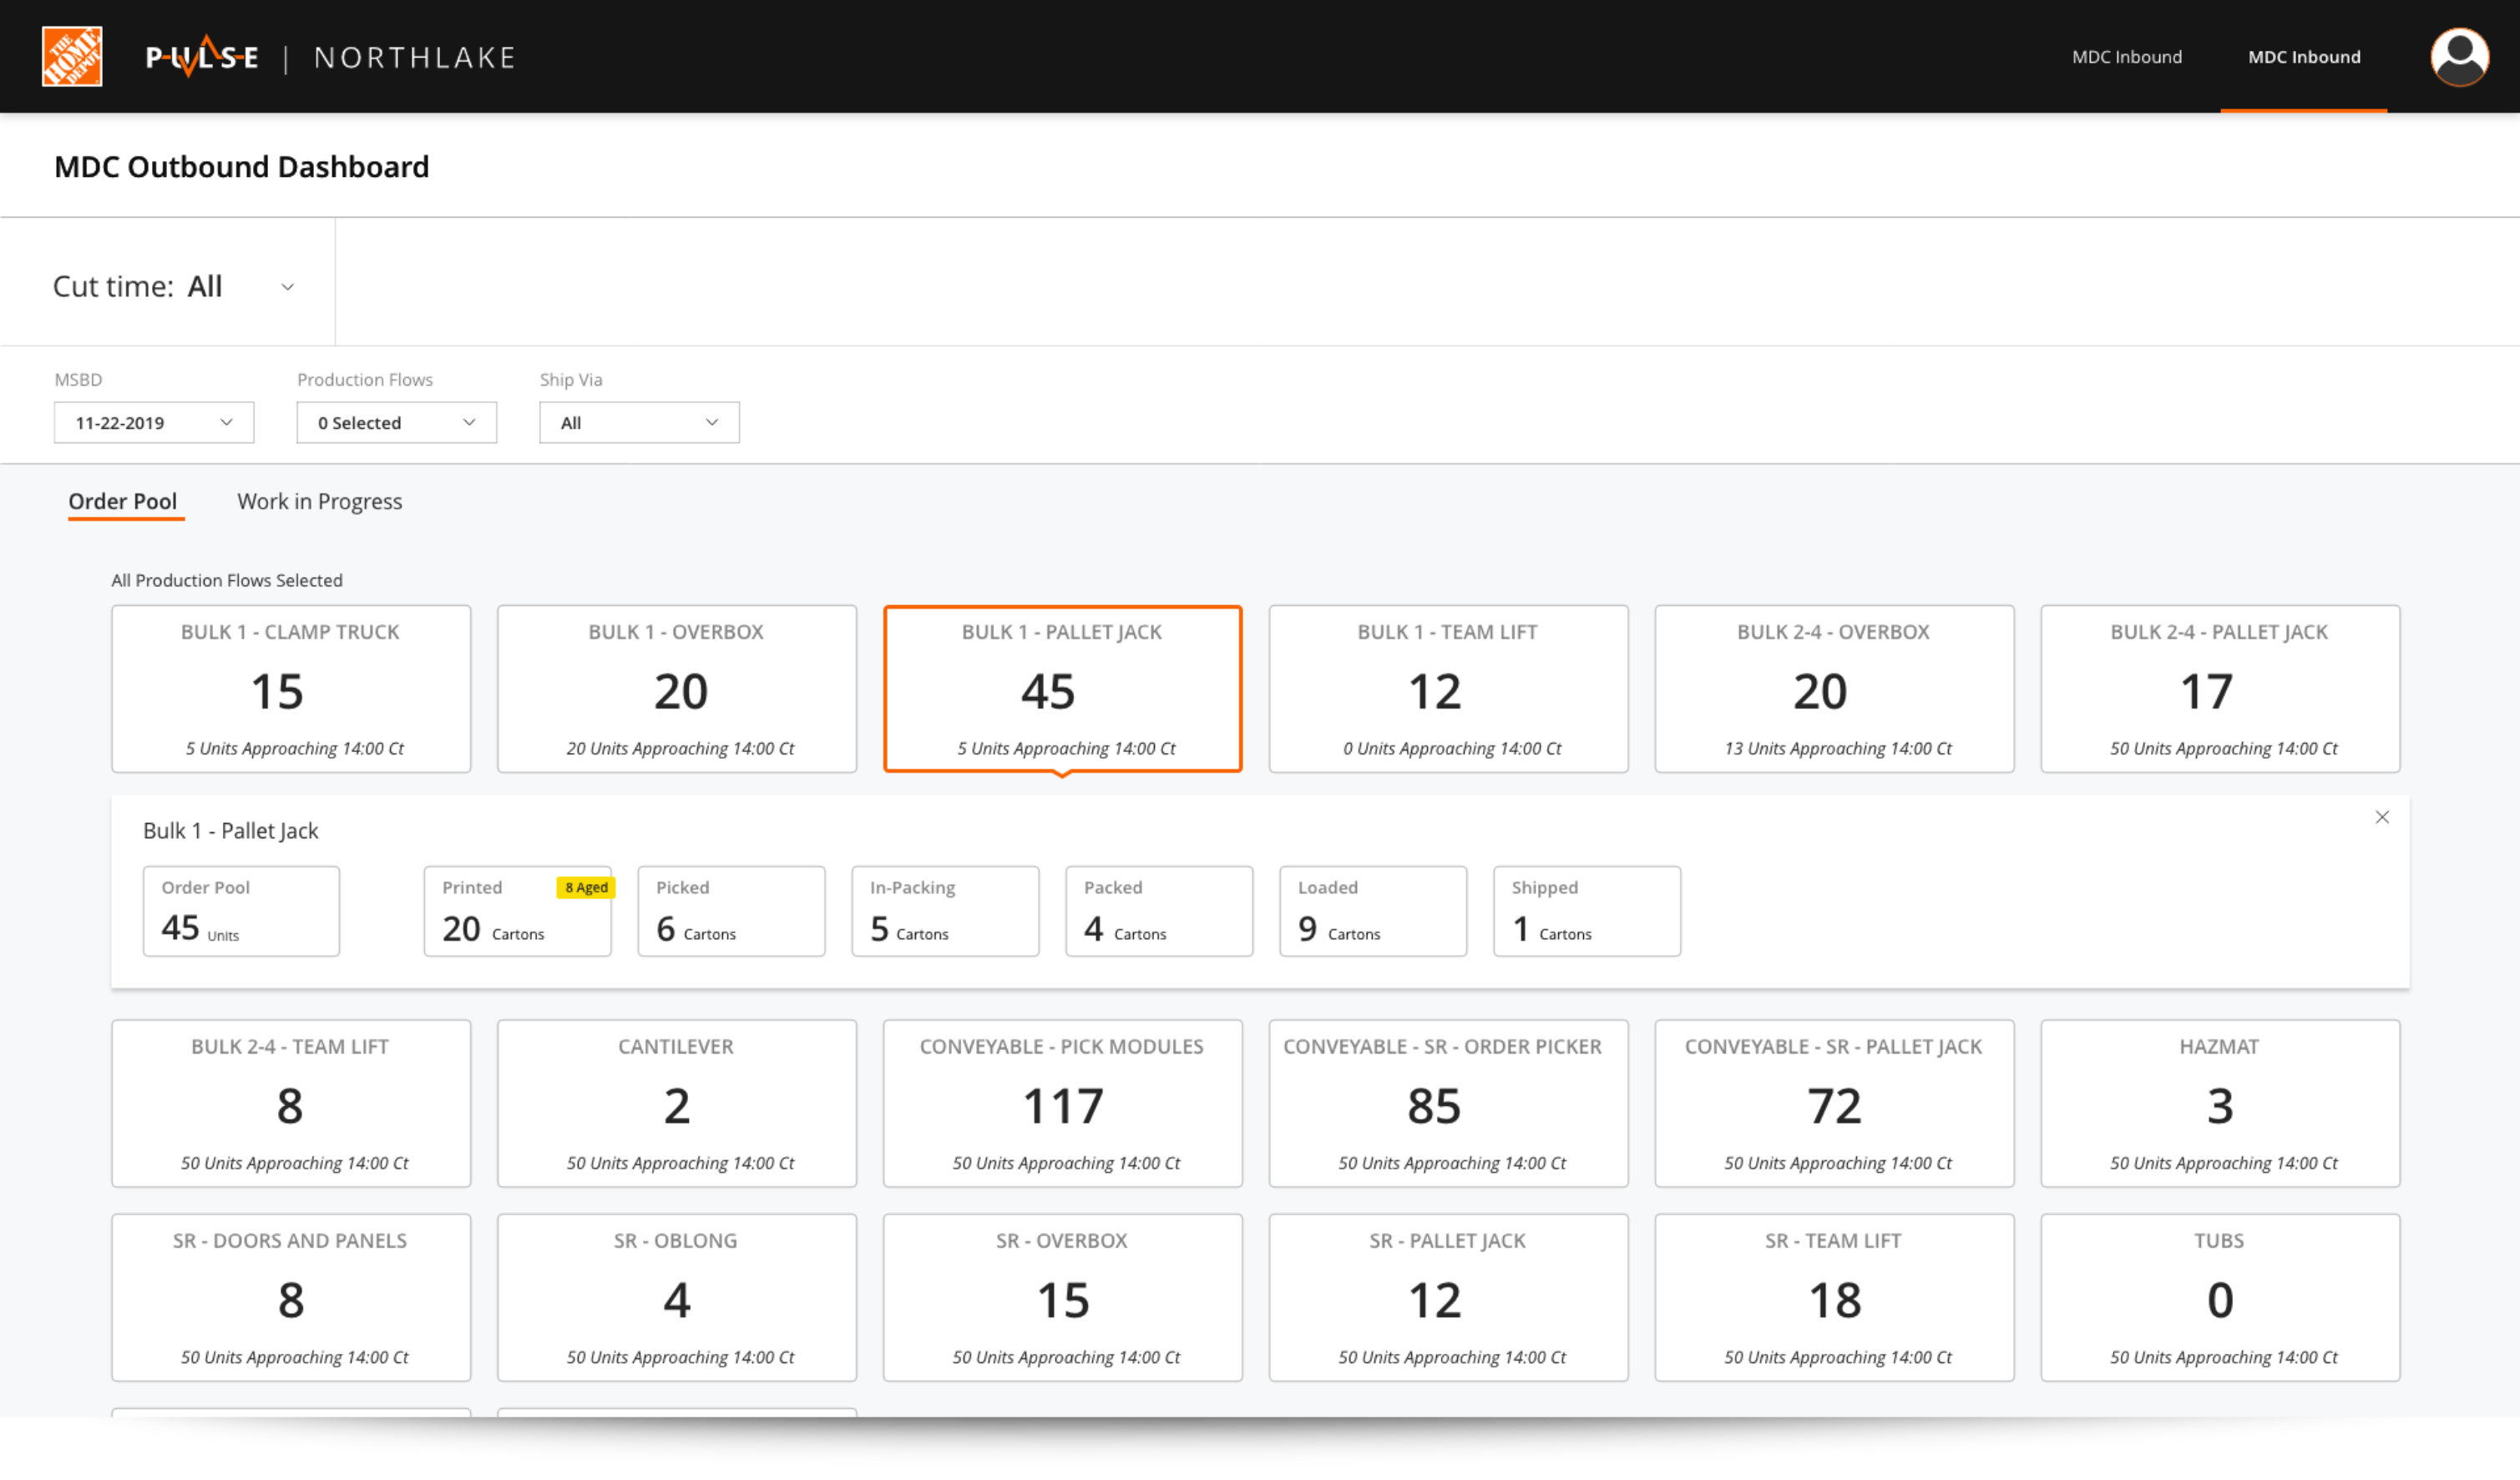 THE HOME DEPOT
PULSE | NORTHLAKE
MDC Inbound
MDC Inbound
MDC Outbound Dashboard
Cut time: All
MSBD
Production Flows
Ship Via
11-22-2019
0 Selected
All
Order Pool
Work in Progress
All Production Flows Selected
BULK 1 - CLAMP TRUCK
15
5 Units Approaching 14:00 Ct
BULK 1 - OVERBOX
20
20 Units Approaching 14:00 Ct
BULK 1 - PALLET JACK
45
5 Units Approaching 14:00 Ct
BULK 1 - TEAM LIFT
12
0 Units Approaching 14:00 Ct
BULK 2-4 - OVERBOX
20
13 Units Approaching 14:00 Ct
BULK 2-4 - PALLET JACK
17
50 Units Approaching 14:00 Ct
Bulk 1 - Pallet Jack
Order Pool
45 Units
Printed
8 Aged
20 Cartons
Picked
6 Cartons
In-Packing
5 Cartons
Packed
4 Cartons
Loaded
9 Cartons
Shipped
1 Cartons
BULK 2-4 - TEAM LIFT
8
50 Units Approaching 14:00 Ct
CANTILEVER
2
50 Units Approaching 14:00 Ct
CONVEYABLE - PICK MODULES
117
50 Units Approaching 14:00 Ct
CONVEYABLE - SR - ORDER PICKER
85
50 Units Approaching 14:00 Ct
CONVEYABLE - SR - PALLET JACK
72
50 Units Approaching 14:00 Ct
HAZMAT
3
50 Units Approaching 14:00 Ct
SR - DOORS AND PANELS
8
50 Units Approaching 14:00 Ct
SR - OBLONG
4
50 Units Approaching 14:00 Ct
SR - OVERBOX
15
50 Units Approaching 14:00 Ct
SR - PALLET JACK
12
50 Units Approaching 14:00 Ct
SR - TEAM LIFT
18
50 Units Approaching 14:00 Ct
TUBS
0
50 Units Approaching 14:00 Ct